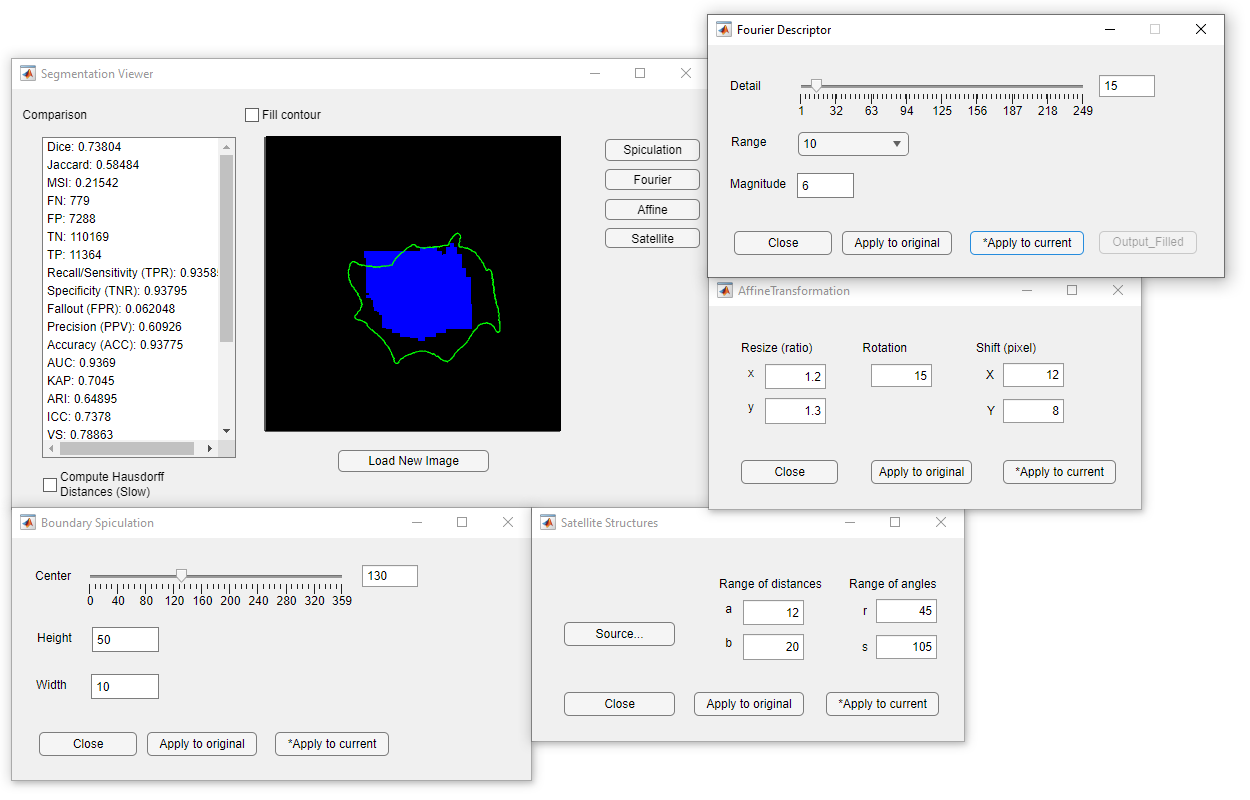 Fourier Descriptor
Detail
15
1 32 63 94 125 156 187 218 249
Range
10
Magnitude
6
Close Apply to original *Apply to current Output_Filled
Segmentation Viewer
Comparison
Fill contour
Dice: 0.73804
Jaccard: 0.58484
MSI: 0.21542
FN: 779
FP: 7288
TN: 110169
TP: 11364
Recall/Sensitivity (TPR): 0.9358
Specificity (TNR): 0.93795
Fallout (FPR): 0.062048
Precision (PPV): 0.60926
Accuracy (ACC): 0.93775
AUC: 0.9369
KAP: 0.7045
ARI: 0.64895
ICC: 0.7378
VS: 0.78863
Spiculation
Fourier
Affine
Satellite
Load New Image
Compute Hausdorff
Distances (Slow)
AffineTransformation
Resize (ratio) Rotation Shift (pixel)
x 1.2 15 X 12
y 1.3 Y 8
Close Apply to original *Apply to current
Boundary Spiculation
Center
130
0 40 80 120 160 200 240 280 320 359
Height 50
Width 10
Close Apply to original *Apply to current
Satellite Structures
Range of distances Range of angles
a 12 r 45
Source...
b 20 s 105
Close Apply to original *Apply to current